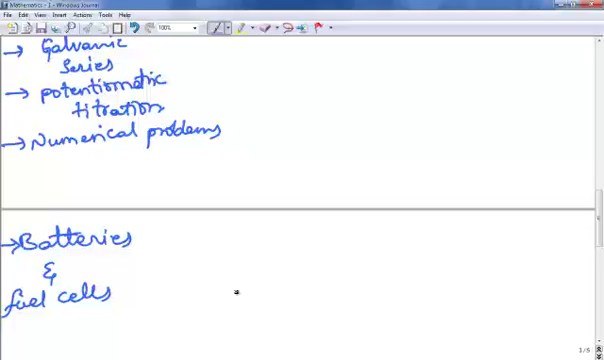 Mathematics - 1 - Windows Journal
File Edit View Insert Actions Tools Help
100%
→ Galvanic
Series
→ potentiometric
titration
→ Numerical problems
→ Batteries
&
fuel cells
1/5